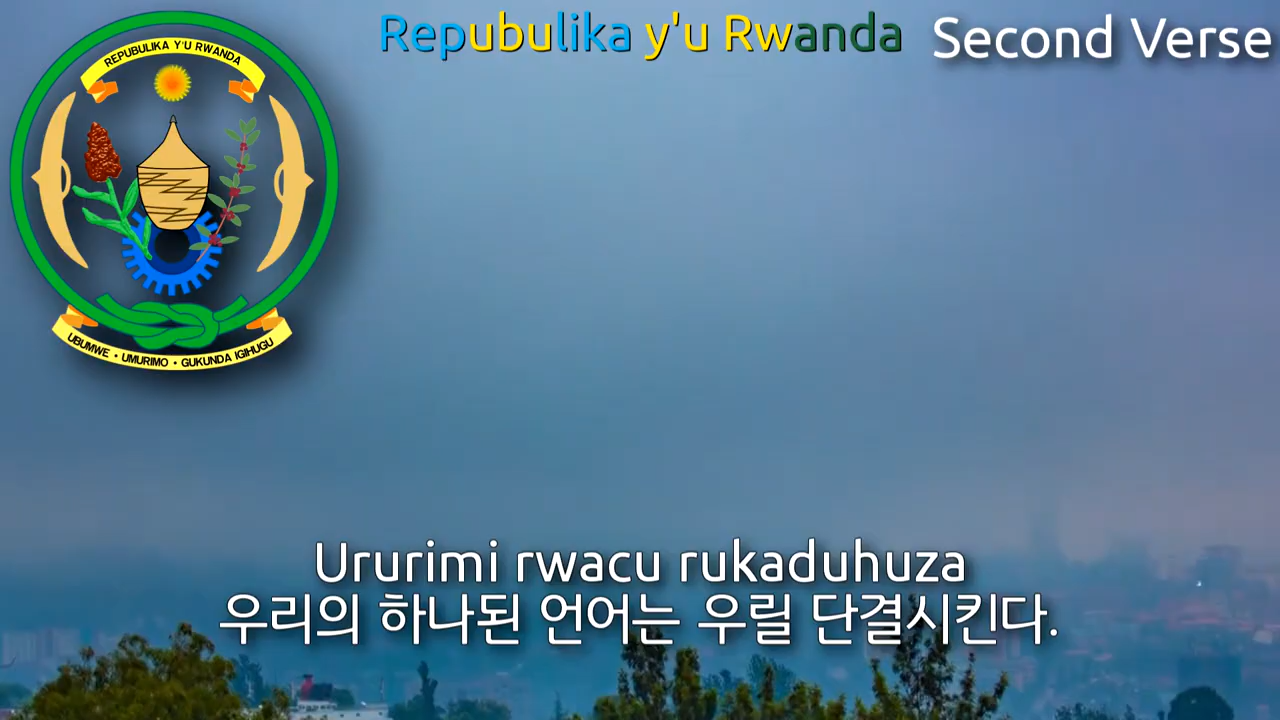 REPUBULIKA Y'U RWANDA
Repubulika y'u Rwanda
Second Verse
UBUMWE • UMURIMO • GUKUNDA IGIHUGU
Ururimi rwacu rukaduhuza
우리의 하나된 언어는 우릴 단결시킨다.